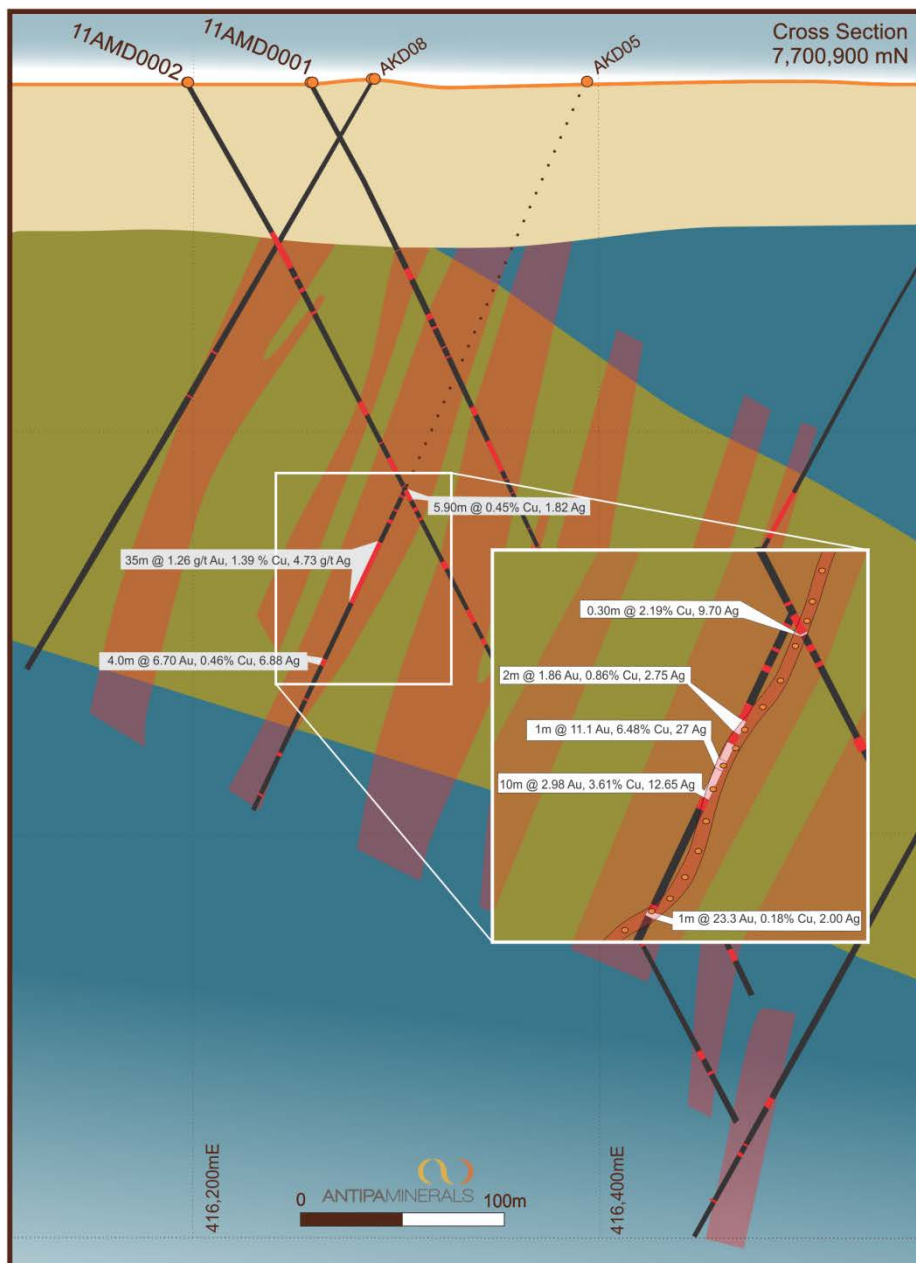 Cross Section
7,700,900 mN
11AMD0002
11AMD0001
AKD08
AKD05
5.90m @ 0.45% Cu, 1.82 Ag
35m @ 1.26 g/t Au, 1.39 % Cu, 4.73 g/t Ag
4.0m @ 6.70 Au, 0.46% Cu, 6.88 Ag
0.30m @ 2.19% Cu, 9.70 Ag
2m @ 1.86 Au, 0.86% Cu, 2.75 Ag
1m @ 11.1 Au, 6.48% Cu, 27 Ag
10m @ 2.98 Au, 3.61% Cu, 12.65 Ag
1m @ 23.3 Au, 0.18% Cu, 2.00 Ag
416,200mE
ANTIPAMINERALS
0 100m
416,400mE